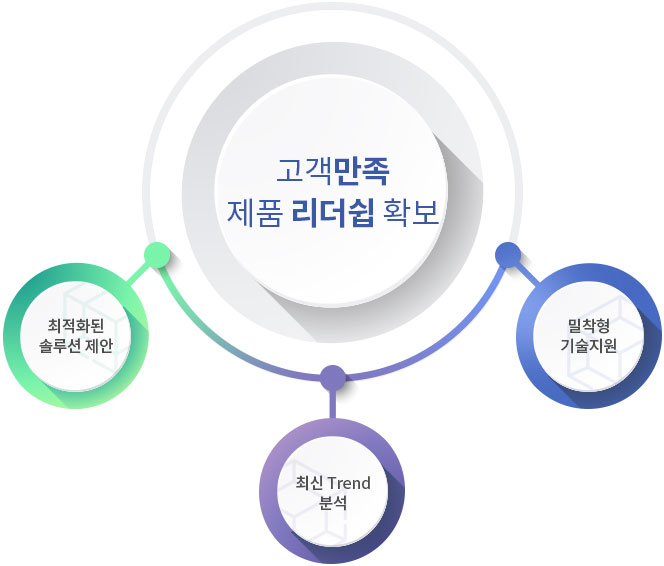 고객만족
제품 리더쉽 확보
최적화된
솔루션 제안
밀착형
기술지원
최신 Trend
분석